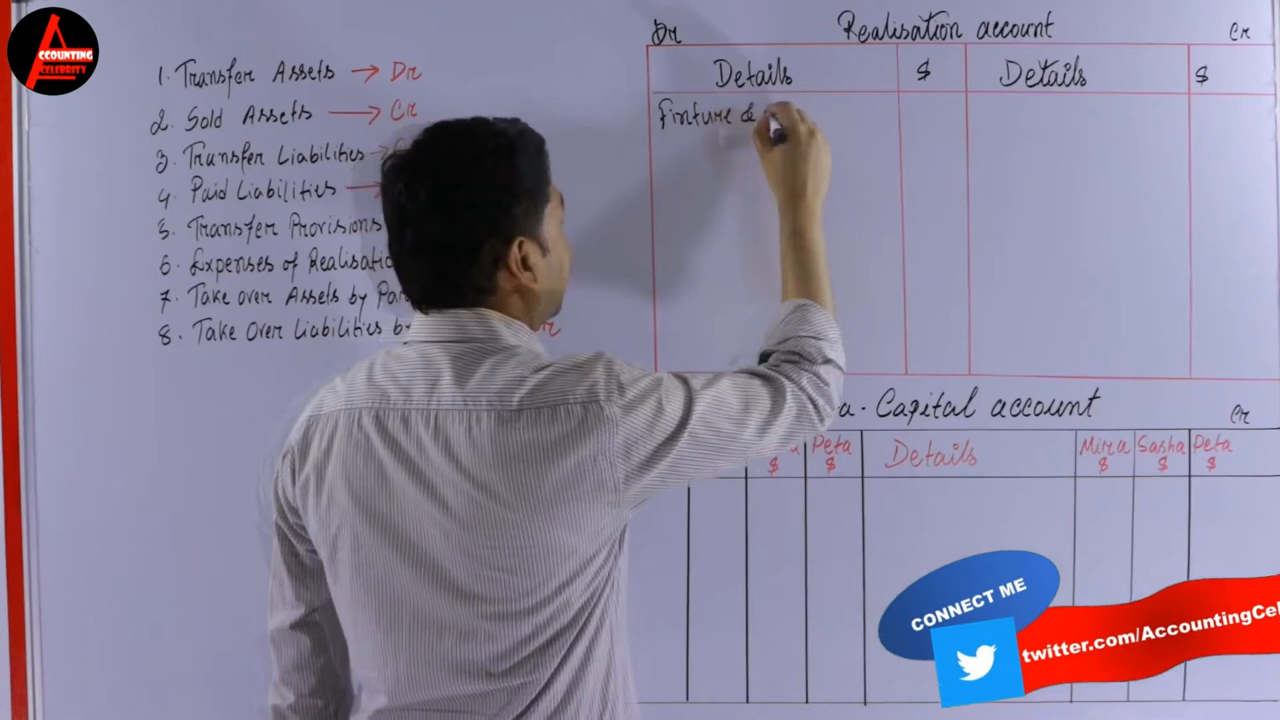 ACCOUNTING
CELEBRITY
1. Transfer Assets → Dr
2. Sold Assets → Cr
3. Transfer Liabilities →
4. Paid Liabilities →
5. Transfer Provisions
6. Expenses of
7. Take over Assets by
8. Take Over Liabilities
Dr Realisation account Cr
Details $ Details $
Fixture &
Capital account Cr
Peta Details Mira Sasha Peta
$ $ $ $ $
CONNECT ME
twitter.com/AccountingCel